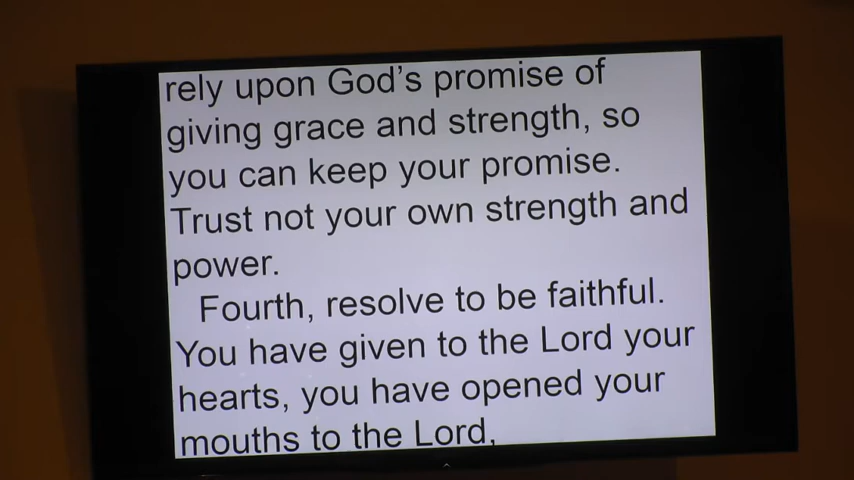 rely upon God's promise of
giving grace and strength, so
you can keep your promise.
Trust not your own strength and
power.
Fourth, resolve to be faithful.
You have given to the Lord your
hearts, you have opened your
mouths to the Lord,